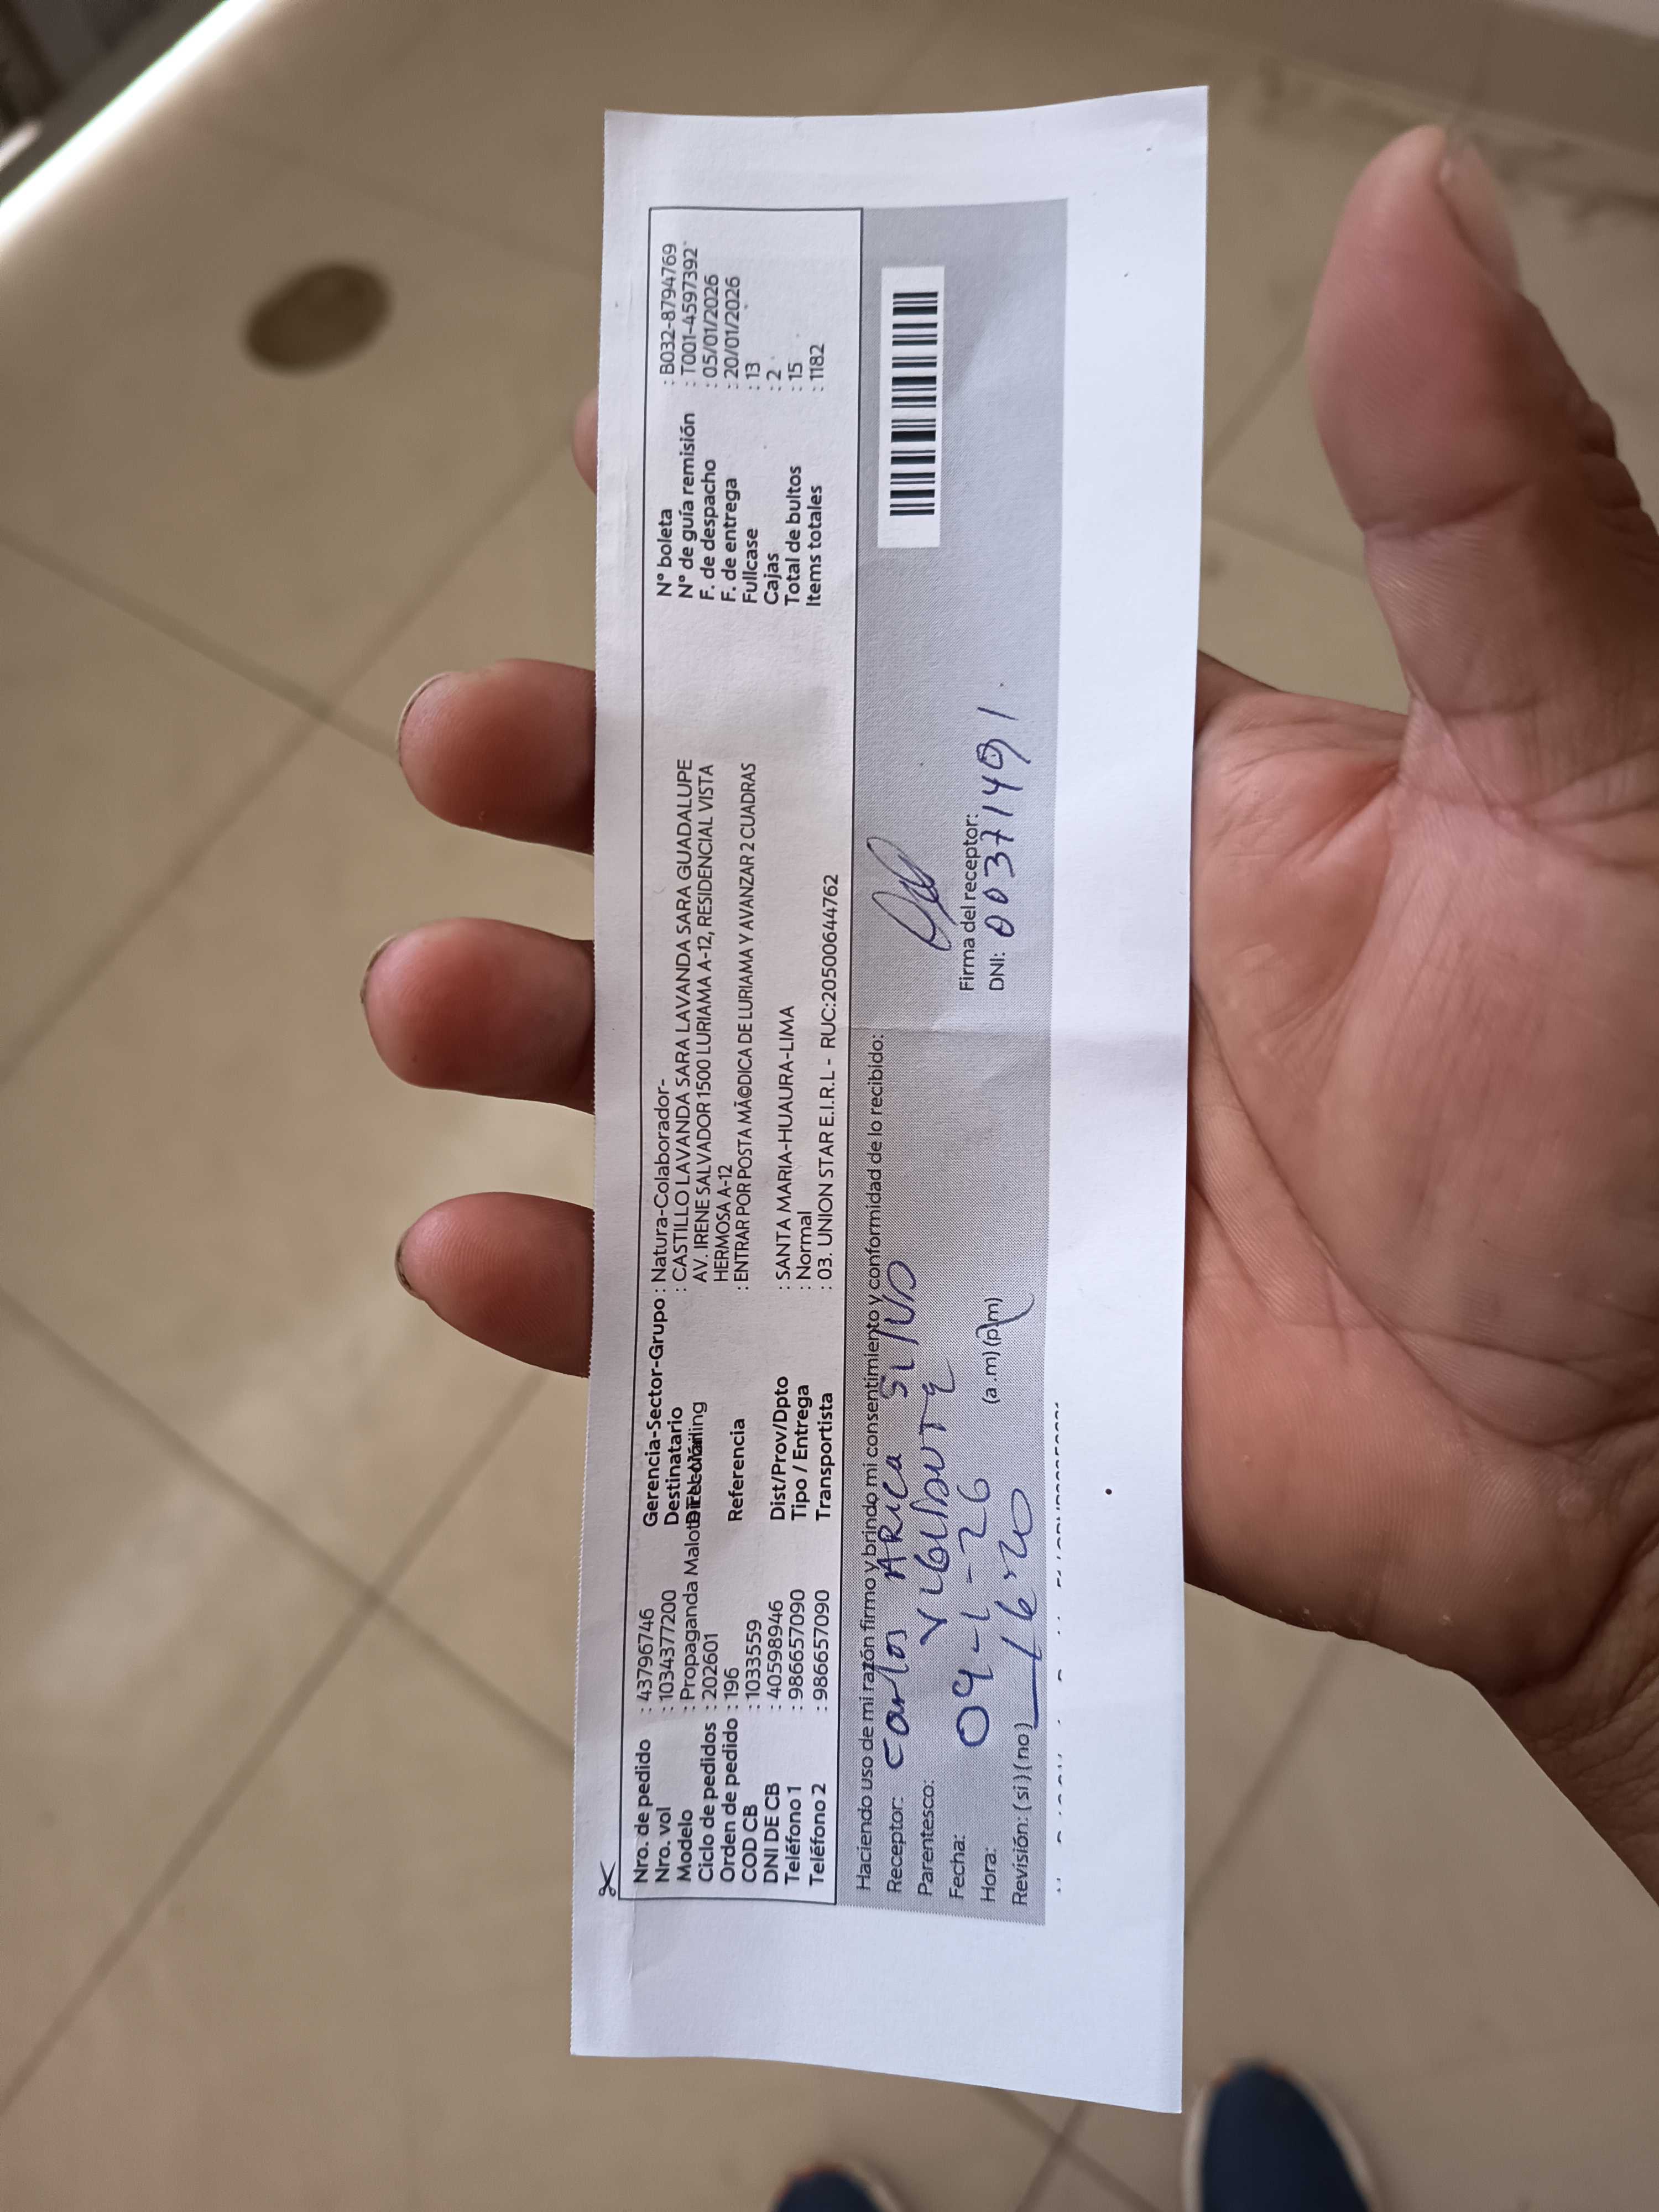 Nro. de pedido : 43796746
Nro. vol : 1034377200
Modelo : Propaganda Malote
Ciclo de pedidos : 202601
Orden de pedido : 196
COD CB : 1033559
DNI DE CB : 40598946
Teléfono 1 : 986657090
Teléfono 2 : 986657090
Gerencia-Sector-Grupo : Natura-Colaborador-
Destinatario : CASTILLO LAVANDA SARA LAVANDA SARA GUADALUPE
AV. IRENE SALVADOR 1500 LURIAMA A-12, RESIDENCIAL VISTA
HERMOSA A-12
Referencia : ENTRAR POR POSTA MÃ©DICA DE LURIAMA Y AVANZAR 2 CUADRAS
Dist/Prov/Dpto : SANTA MARIA-HUAURA-LIMA
Tipo / Entrega : Normal
Transportista : 03. UNION STAR E.I.R.L - RUC:20500644762
N° boleta : B032-8794769
N° de guía remisión : T001-4597392
F. de despacho : 05/01/2026
F. de entrega : 20/01/2026
Fullcase : 13
Cajas : 2
Total de bultos : 15
Items totales : 1182
Haciendo uso de mi razón firmo y brindo mi consentimiento y conformidad de lo recibido:
Receptor: Carlos Arica Silva
Parentesco:
Fecha: 09-1-26
Hora: (a.m) (p.m)
Revisión: ( si ) ( no )
Firma del receptor:
DNI: 00371491